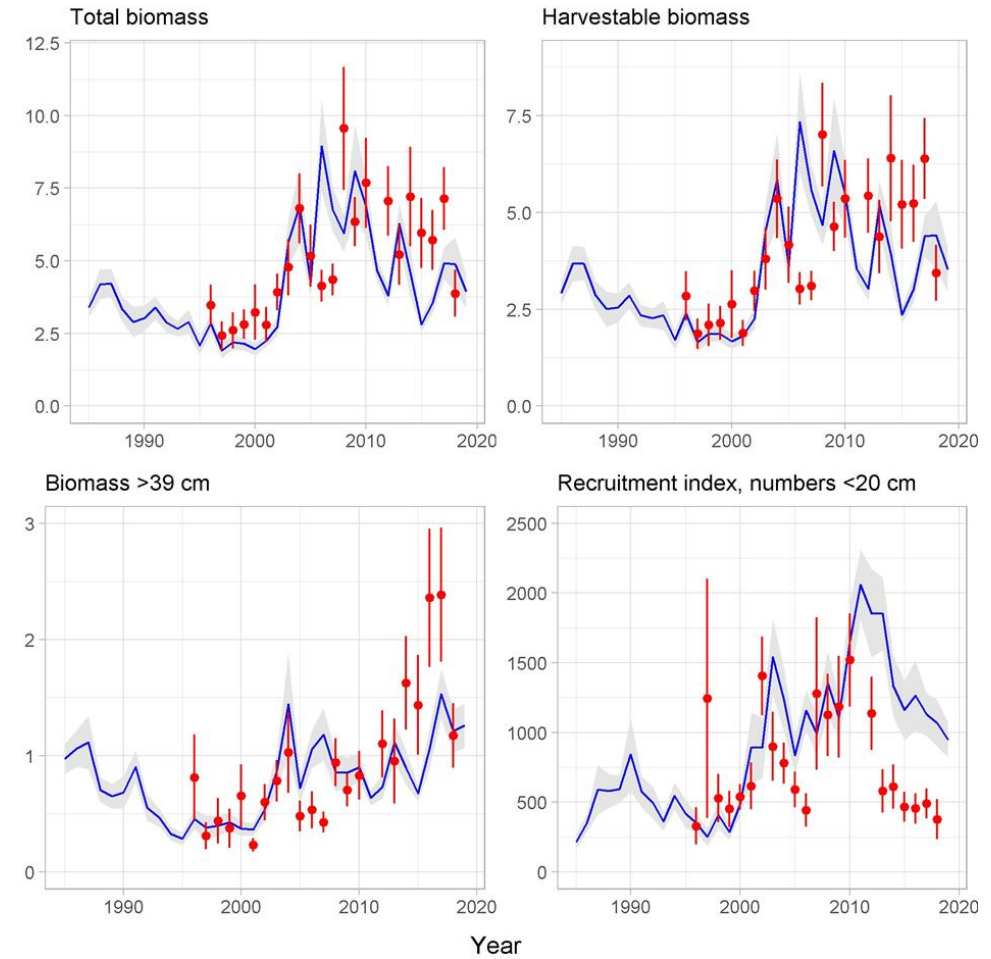 Total biomass
12.5
10.0
7.5
5.0
2.5
0.0
1990 2000 2010 2020
Harvestable biomass
7.5
5.0
2.5
0.0
1990 2000 2010 2020
Biomass >39 cm
3
2
1
0
1990 2000 2010 2020
Recruitment index, numbers <20 cm
2500
2000
1500
1000
500
0
1990 2000 2010 2020
Year